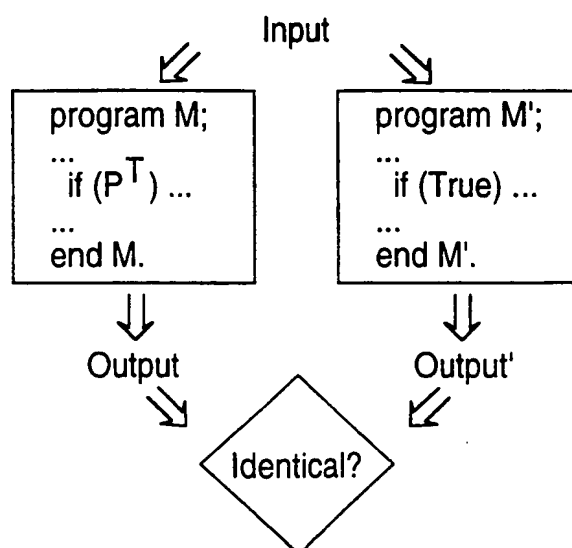 Input
program M;
...
if (P^T) ...
...
end M.
program M';
...
if (True) ...
...
end M'.
Output
Output'
Identical?